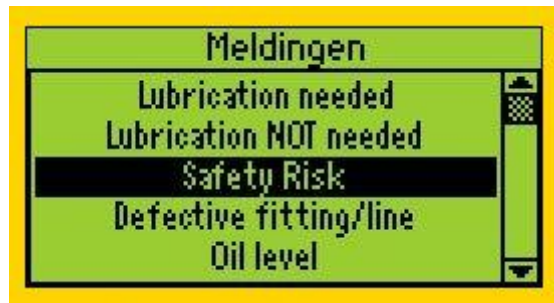 Meldingen
Lubrication needed
Lubrication NOT needed
Safety Risk
Defective fitting/line
Oil level